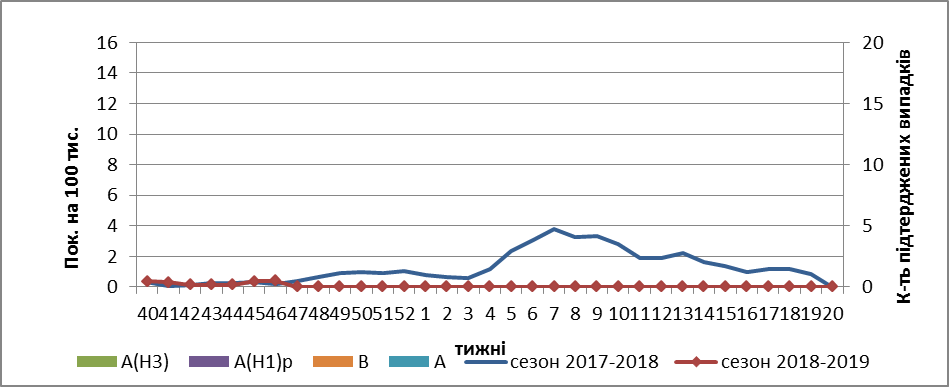 16
14
12
10
8
6
4
2
0
Пок. на 100 тис.
20
15
10
5
0
К-ть підтерджених випадків
40 41 42 43 44 45 46 47 48 49 50 51 52 1 2 3 4 5 6 7 8 9 10 11 12 13 14 15 16 17 18 19 20
тижні
А(Н3) А(Н1)р В А сезон 2017-2018 сезон 2018-2019